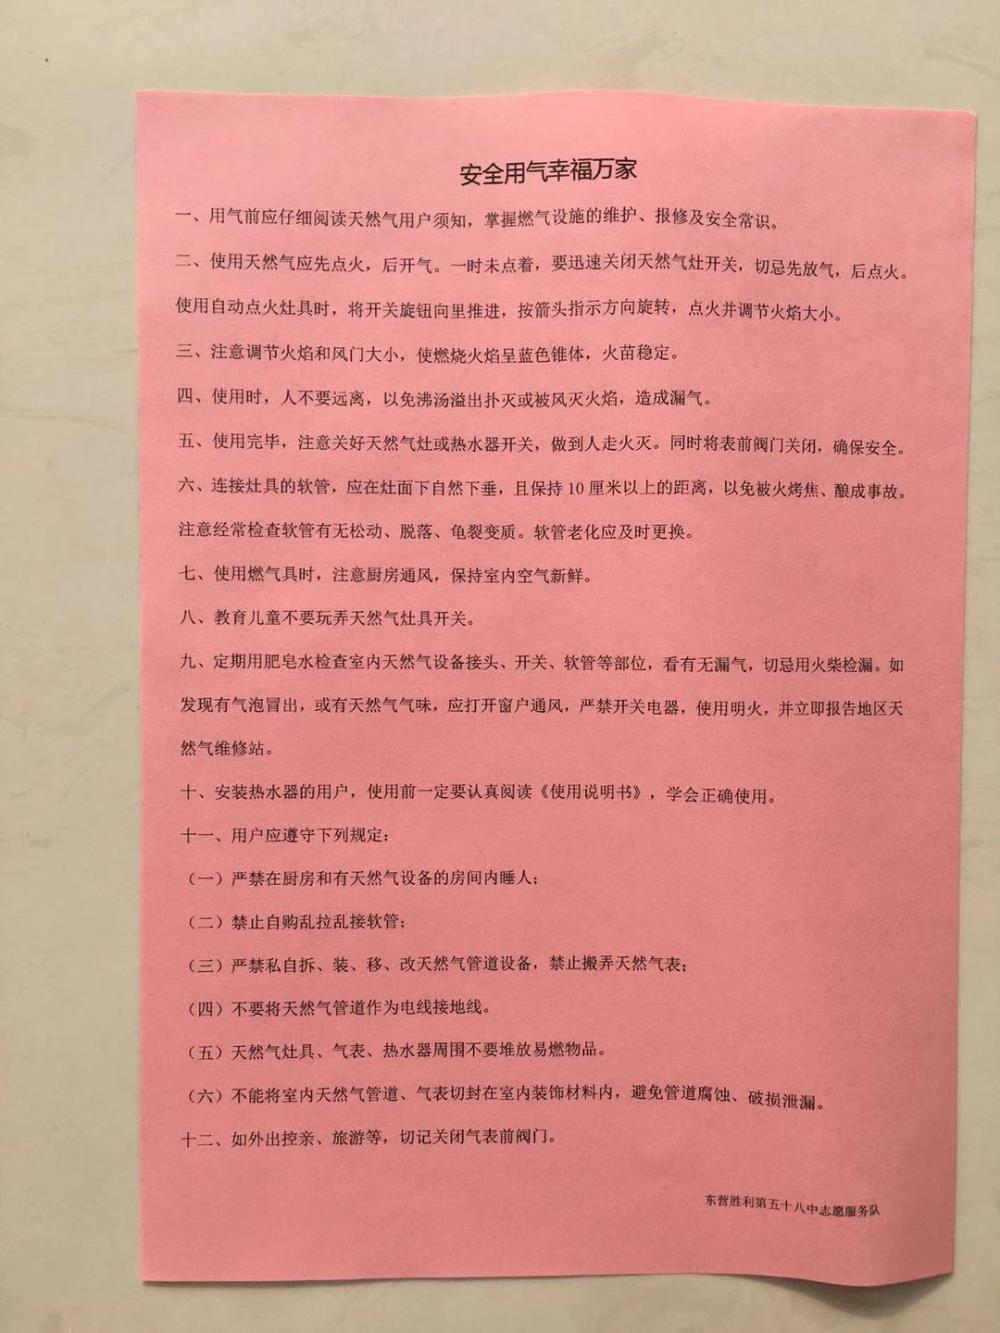 安全用气幸福万家
一、用气前应仔细阅读天然气用户须知，掌握燃气设施的维护、报修及安全常识。
二、使用天然气应先点火，后开气。一时未点着，要迅速关闭天然气灶开关，切忌先放气，后点火。
使用自动点火灶具时，将开关旋钮向里推进，按箭头指示方向旋转，点火并调节火焰大小。
三、注意调节火焰和风门大小，使燃烧火焰呈蓝色锥体，火苗稳定。
四、使用时，人不要远离，以免沸汤溢出扑灭或被风灭火焰，造成漏气。
五、使用完毕，注意关好天然气灶或热水器开关，做到人走火灭。同时将表前阀门关闭，确保安全。
六、连接灶具的软管，应在灶面下自然下垂，且保持10厘米以上的距离，以免被火烤焦、酿成事故。
注意经常检查软管有无松动、脱落、龟裂变质。软管老化应及时更换。
七、使用燃气具时，注意厨房通风，保持室内空气新鲜。
八、教育儿童不要玩弄天然气灶具开关。
九、定期用肥皂水检查室内天然气设备接头、开关、软管等部位，看有无漏气，切忌用火柴检漏。如
发现有气泡冒出，或有天然气气味，应打开窗户通风，严禁开关电器，使用明火，并立即报告地区天
然气维修站。
十、安装热水器的用户，使用前一定要认真阅读《使用说明书》，学会正确使用。
十一、用户应遵守下列规定：
（一）严禁在厨房和有天然气设备的房间内睡人；
（二）禁止自购乱拉乱接软管；
（三）严禁私自拆、装、移、改天然气管道设备，禁止搬弄天然气表；
（四）不要将天然气管道作为电线接地线。
（五）天然气灶具、气表、热水器周围不要堆放易燃物品。
（六）不能将室内天然气管道、气表切封在室内装饰材料内，避免管道腐蚀、破损泄漏。
十二、如外出控亲、旅游等，切记关闭气表前阀门。
东营胜利第五十八中志愿服务队